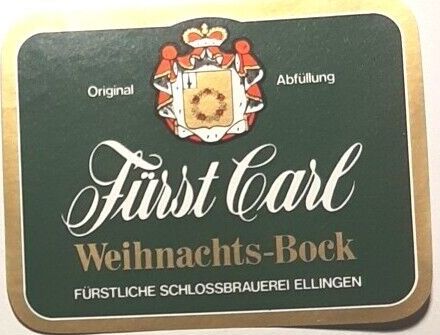 Original Abfüllung
Fürst Carl
Weihnachts-Bock
FÜRSTLICHE SCHLOSSBRAUEREI ELLINGEN